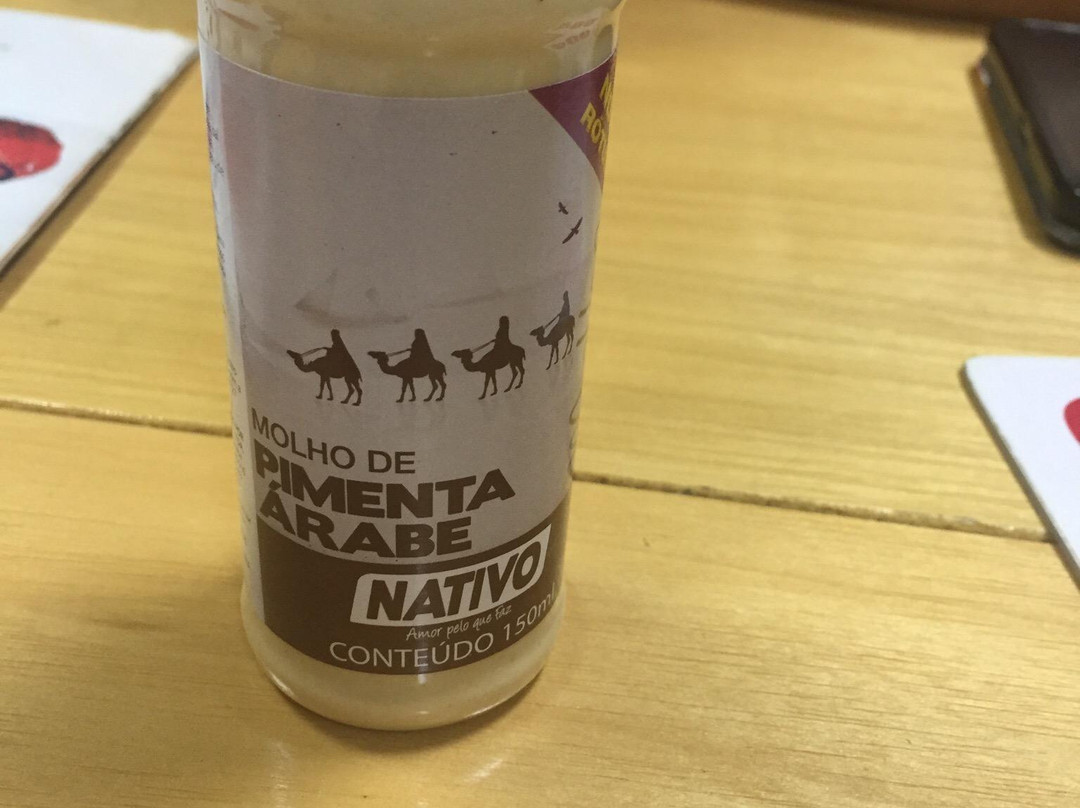 MOLHO DE
PIMENTA
ÁRABE
NATIVO
Amor pelo que Faz
CONTEÚDO 150ml